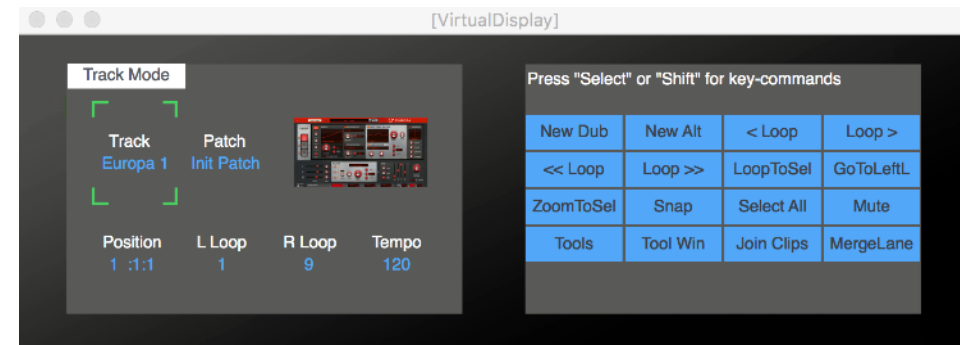 [VirtualDisplay]
Track Mode
Track Patch
Europa 1 Init Patch
Position L Loop R Loop Tempo
1 :1:1 1 9 120
Press "Select" or "Shift" for key-commands
New Dub New Alt < Loop Loop >
<< Loop Loop >> LoopToSel GoToLeftL
ZoomToSel Snap Select All Mute
Tools Tool Win Join Clips MergeLane